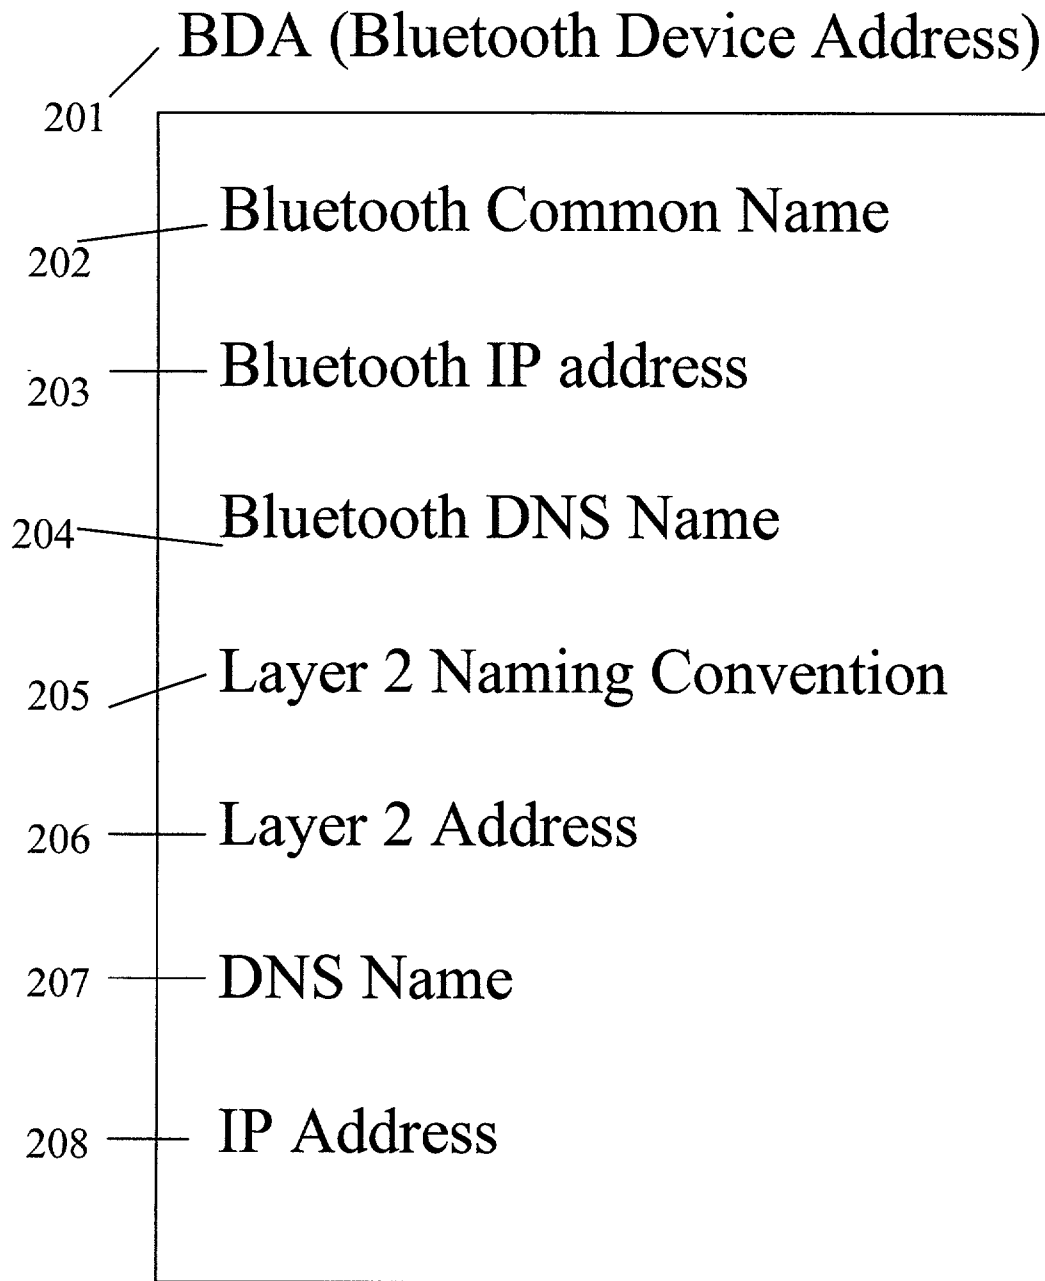 BDA (Bluetooth Device Address)
201
Bluetooth Common Name
202
Bluetooth IP address
203
Bluetooth DNS Name
204
Layer 2 Naming Convention
205
Layer 2 Address
206
DNS Name
207
IP Address
208